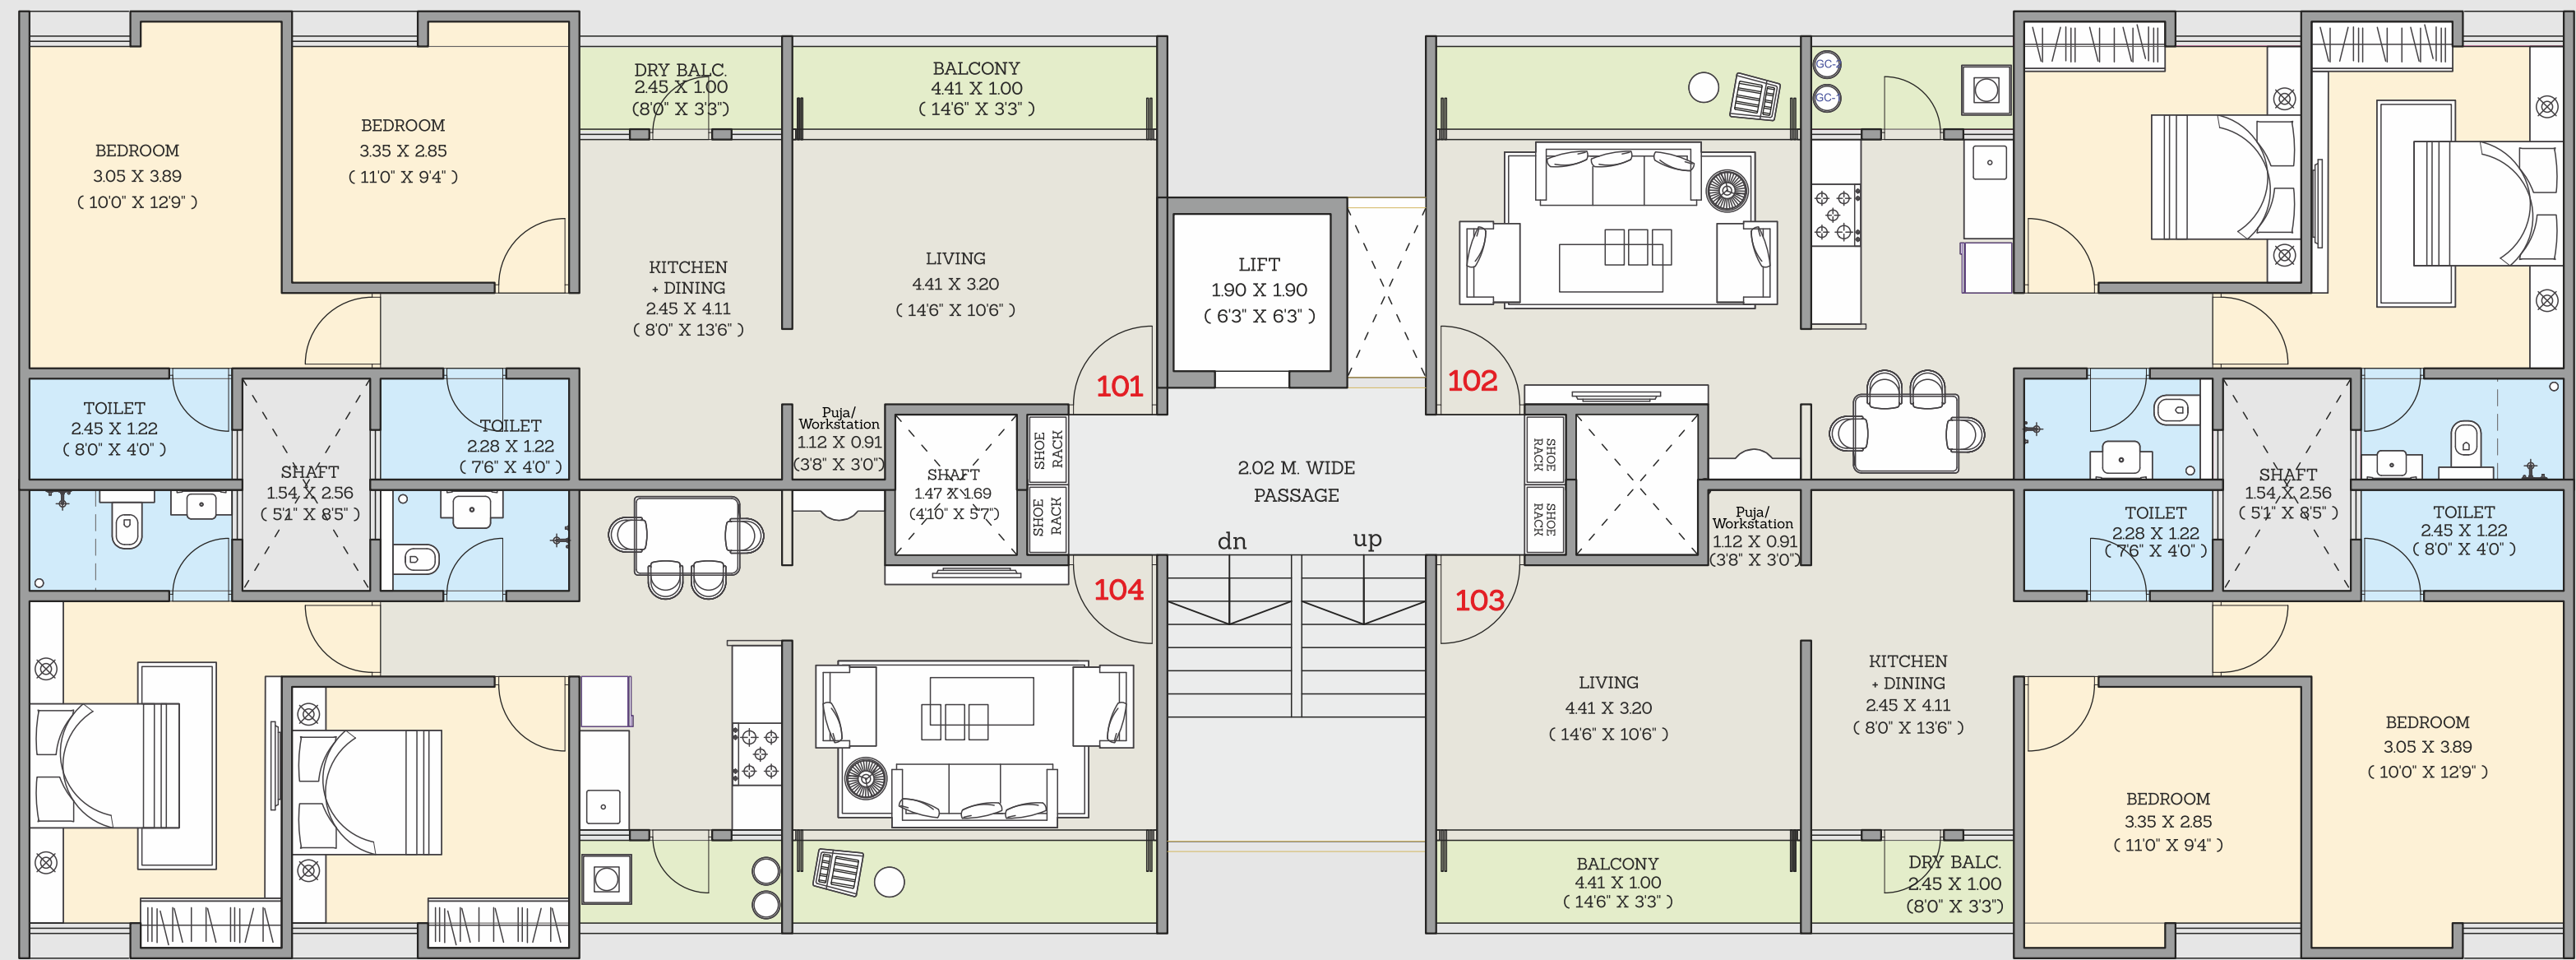 BEDROOM
3.05 X 3.89
( 10'0" X 12'9" )
BEDROOM
3.35 X 2.85
( 11'0" X 9'4" )
DRY BALC.
2.45 X 1.00
(8'0" X 3'3")
BALCONY
4.41 X 1.00
( 14'6" X 3'3" )
KITCHEN
+ DINING
2.45 X 4.11
( 8'0" X 13'6" )
LIVING
4.41 X 3.20
( 14'6" X 10'6" )
101
TOILET
2.45 X 1.22
( 8'0" X 4'0" )
SHAFT
1.54 X 2.56
( 5'1" X 8'5" )
TOILET
2.28 X 1.22
( 7'6" X 4'0" )
Puja/
Workstation
1.12 X 0.91
(3'8" X 3'0")
SHAFT
1.47 X 1.69
(4'10" X 5'7")
SHOE
RACK
SHOE
RACK
104
LIFT
1.90 X 1.90
( 6'3" X 6'3" )
2.02 M. WIDE
PASSAGE
dn
up
GC-2
GC-
102
SHOE
RACK
SHOE
RACK
103
Puja/
Workstation
1.12 X 0.91
(3'8" X 3'0")
TOILET
2.28 X 1.22
( 7'6" X 4'0" )
SHAFT
1.54 X 2.56
( 5'1" X 8'5" )
TOILET
2.45 X 1.22
( 8'0" X 4'0" )
LIVING
4.41 X 3.20
( 14'6" X 10'6" )
KITCHEN
+ DINING
2.45 X 4.11
( 8'0" X 13'6" )
BEDROOM
3.35 X 2.85
( 11'0" X 9'4" )
BEDROOM
3.05 X 3.89
( 10'0" X 12'9" )
BALCONY
4.41 X 1.00
( 14'6" X 3'3" )
DRY BALC.
2.45 X 1.00
(8'0" X 3'3")